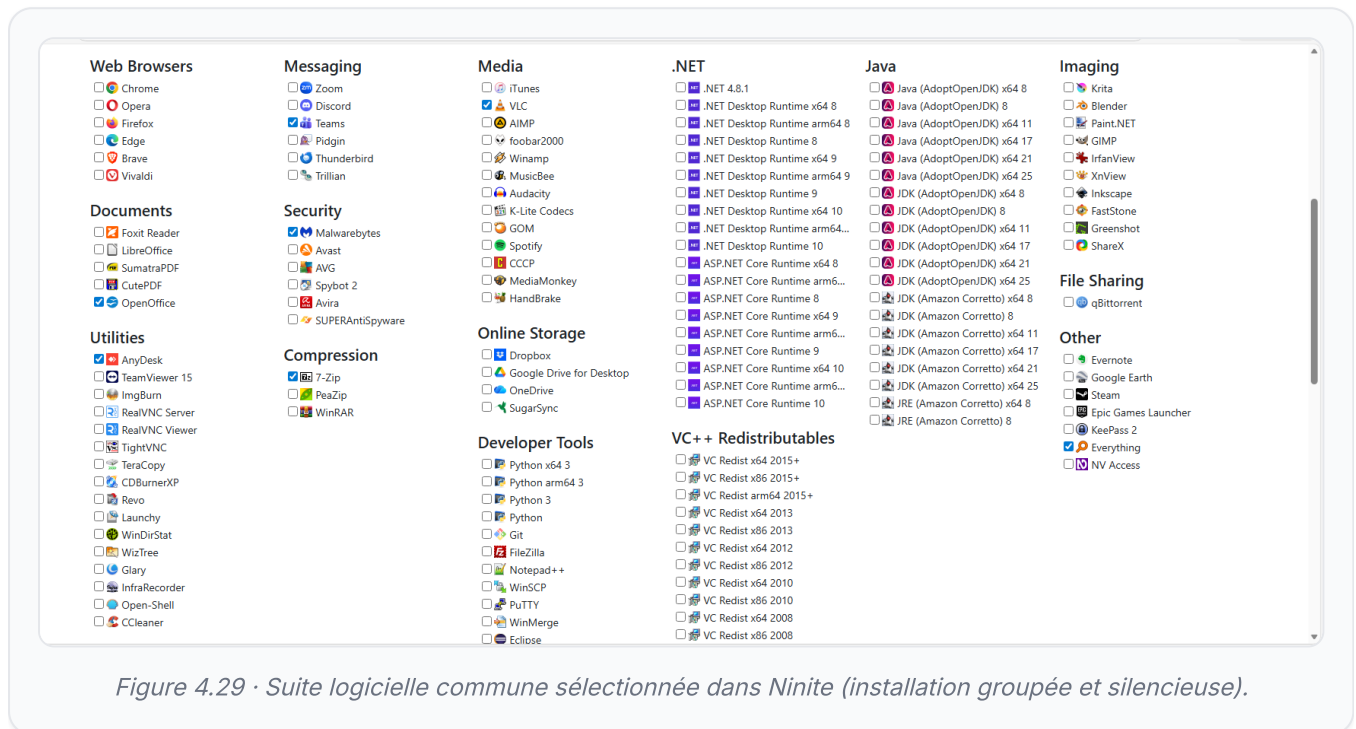 Web Browsers
Chrome
Opera
Firefox
Edge
Brave
Vivaldi
Documents
Foxit Reader
LibreOffice
SumatraPDF
CutePDF
OpenOffice
Utilities
AnyDesk
TeamViewer 15
ImgBurn
RealVNC Server
RealVNC Viewer
TightVNC
TeraCopy
CDBurnerXP
Revo
Launchy
WinDirStat
WizTree
Glary
InfraRecorder
Open-Shell
CCleaner
Messaging
Zoom
Discord
Teams
Pidgin
Thunderbird
Trillian
Security
Malwarebytes
Avast
AVG
Spybot 2
Avira
SUPERAntiSpyware
Compression
7-Zip
PeaZip
WinRAR
Media
iTunes
VLC
AIMP
foobar2000
Winamp
MusicBee
Audacity
K-Lite Codecs
GOM
Spotify
CCCP
MediaMonkey
HandBrake
Online Storage
Dropbox
Google Drive for Desktop
OneDrive
SugarSync
Developer Tools
Python x64 3
Python arm64 3
Python 3
Python
Git
FileZilla
Notepad++
WinSCP
PuTTY
WinMerge
Eclipse
.NET
.NET 4.8.1
.NET Desktop Runtime x64 8
.NET Desktop Runtime arm64 8
.NET Desktop Runtime 8
.NET Desktop Runtime x64 9
.NET Desktop Runtime arm64 9
.NET Desktop Runtime 9
.NET Desktop Runtime x64 10
.NET Desktop Runtime arm64...
.NET Desktop Runtime 10
ASP.NET Core Runtime x64 8
ASP.NET Core Runtime arm6...
ASP.NET Core Runtime 8
ASP.NET Core Runtime x64 9
ASP.NET Core Runtime arm6...
ASP.NET Core Runtime 9
ASP.NET Core Runtime x64 10
ASP.NET Core Runtime arm6...
ASP.NET Core Runtime 10
VC++ Redistributables
VC Redist x64 2015+
VC Redist x86 2015+
VC Redist arm64 2015+
VC Redist x64 2013
VC Redist x86 2013
VC Redist x64 2012
VC Redist x86 2012
VC Redist x64 2010
VC Redist x86 2010
VC Redist x64 2008
VC Redist x86 2008
Java
Java (AdoptOpenJDK) x64 8
Java (AdoptOpenJDK) 8
Java (AdoptOpenJDK) x64 11
Java (AdoptOpenJDK) x64 17
Java (AdoptOpenJDK) x64 21
Java (AdoptOpenJDK) x64 25
JDK (AdoptOpenJDK) x64 8
JDK (AdoptOpenJDK) 8
JDK (AdoptOpenJDK) x64 11
JDK (AdoptOpenJDK) x64 17
JDK (AdoptOpenJDK) x64 21
JDK (AdoptOpenJDK) x64 25
JDK (Amazon Corretto) x64 8
JDK (Amazon Corretto) 8
JDK (Amazon Corretto) x64 11
JDK (Amazon Corretto) x64 17
JDK (Amazon Corretto) x64 21
JDK (Amazon Corretto) x64 25
JRE (Amazon Corretto) x64 8
JRE (Amazon Corretto) 8
Imaging
Krita
Blender
Paint.NET
GIMP
IrfanView
XnView
Inkscape
FastStone
Greenshot
ShareX
File Sharing
qBittorrent
Other
Evernote
Google Earth
Steam
Epic Games Launcher
KeePass 2
Everything
NV Access
Figure 4.29 · Suite logicielle commune sélectionnée dans Ninite (installation groupée et silencieuse).